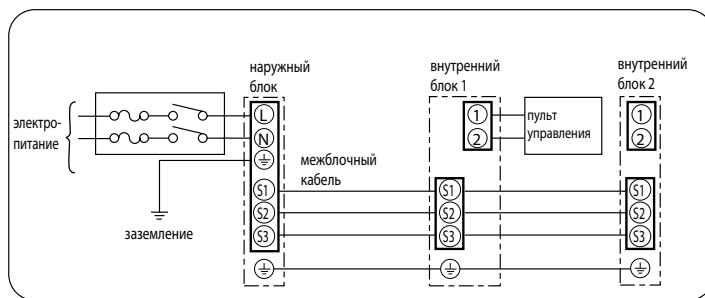 наружный
блок
внутренний
блок 1
внутренний
блок 2
электро-
питание
L
N
заземление
межблочный
кабель
S1
S2
S3
1
2
пульт
управления
S1
S2
S3
1
2
S1
S2
S3